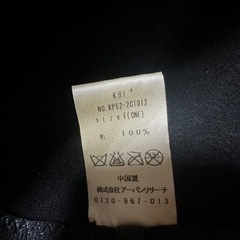 KBF+
NO.KP52-2CTD12
size[(ONE)
毛 100%
中国製
株式会社アーバンリサーチ
0120-967-013